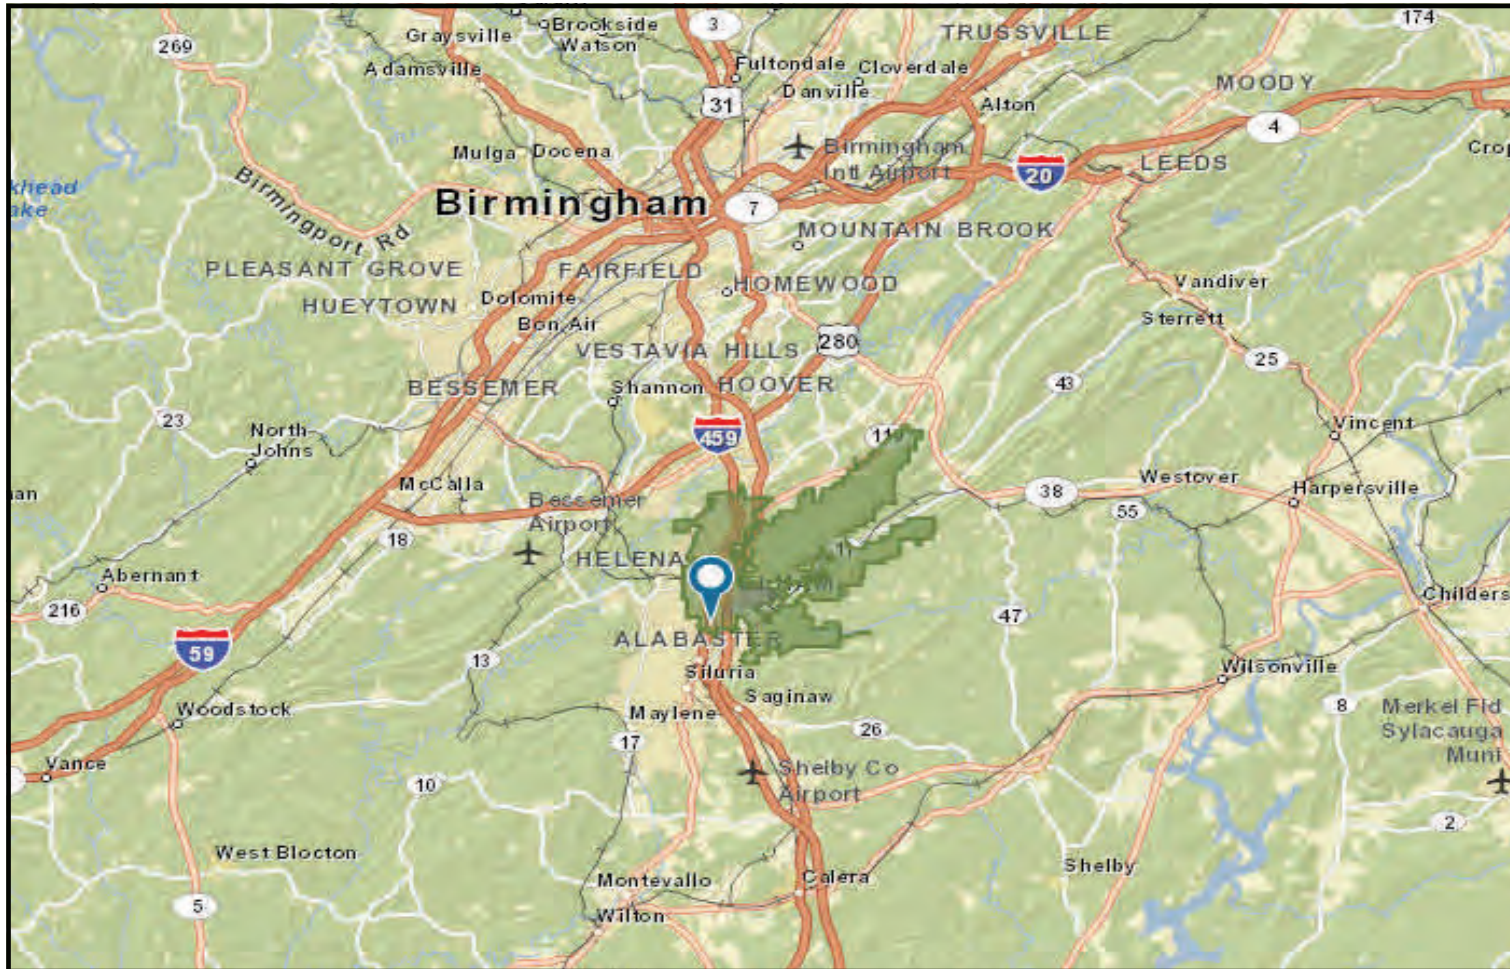 174
Brookside
3
Graysville
TRUSSVILLE
269
Watson
Fultondale
Cloverdale
Adamsville
MOODY
Danville
31
Alton
4
Birmingham
Intl Airport
Mulga
Docena
LEEDS
20
Birmingham
7
Birmingport Rd
MOUNTAIN BROOK
PLEASANT GROVE
FAIRFIELD
HOMEWOOD
Vandiver
HUEYTOWN
Dolomite
Sterrett
Bon Air
280
VESTAVIA HILLS
25
BESSEMER
Shannon
HOOVER
43
23
Vincent
North
Johns
459
McCalla
Westover
Harpersville
38
Bessemer
Airport
55
18
HELENA
Abernant
216
47
59
ALABASTER
13
Siluria
Wilsonville
Saginaw
Woodstock
Maylene
8
Merkel Fld
Sylacauga
Muni
26
17
Vance
Shelby Co
Airport
10
2
West Blocton
Shelby
Montevallo
Calera
5
Wilton